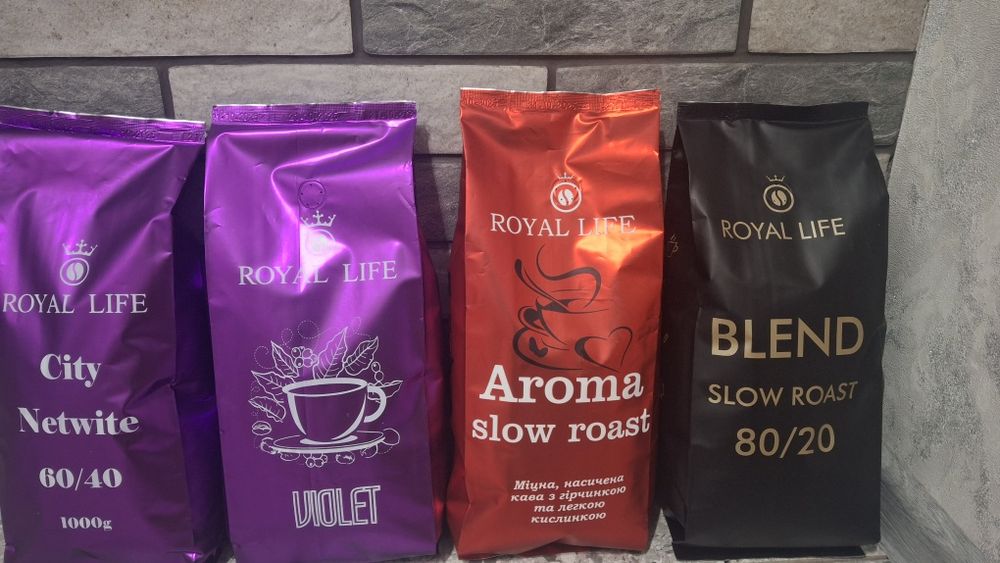 ROYAL LIFE
City
Netwite
60/40
1000g
ROYAL LIFE
VIOLET
ROYAL LIFE
Aroma
slow roast
Міцна, насичена
кава з гірчинкою
та легкою
кислинкою
ROYAL LIFE
BLEND
SLOW ROAST
80/20